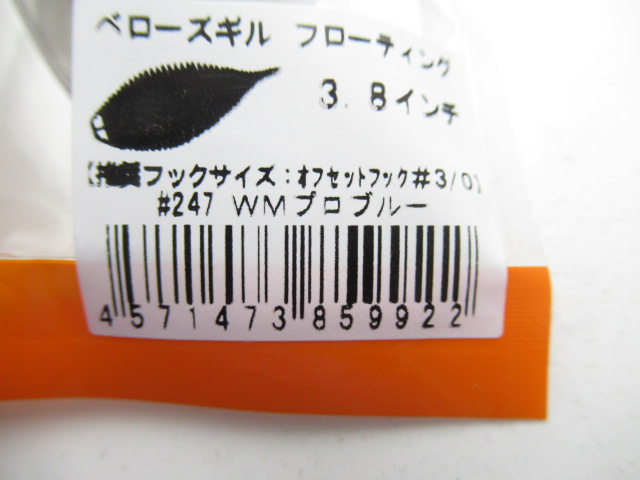 ベローズギル フローティング
3.8インチ
【推奨フックサイズ:オフセットフック#3/0】
#247 WMプロブルー
4571473859922